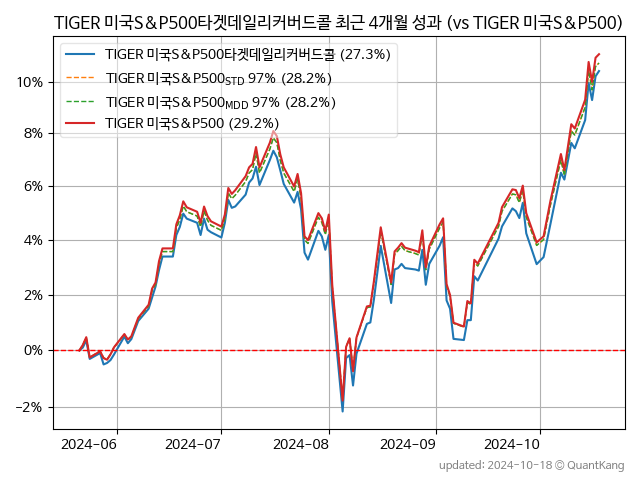 TIGER 미국S&P500타겟데일리커버드콜 최근 4개월 성과 (vs TIGER 미국S&P500)
TIGER 미국S&P500타겟데일리커버드콜 (27.3%)
TIGER 미국S&P500STD 97% (28.2%)
TIGER 미국S&P500MDD 97% (28.2%)
TIGER 미국S&P500 (29.2%)
10%
8%
6%
4%
2%
0%
−2%
2024−06
2024−07
2024−08
2024−09
2024−10
updated: 2024−10−18 © QuantKang